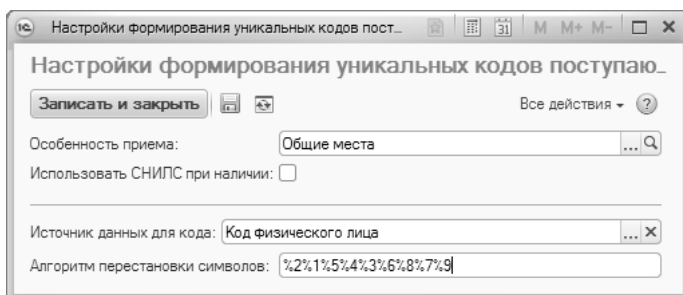 Настройки формирования уникальных кодов пост...
31 M M+ M-
Настройки формирования уникальных кодов поступаю...
Записать и закрыть
Все действия ?
Особенность приема: Общие места ...
Использовать СНИЛС при наличии:
Источник данных для кода: Код физического лица ...
Алгоритм перестановки символов: %2%1%5%4%3%6%8%7%9